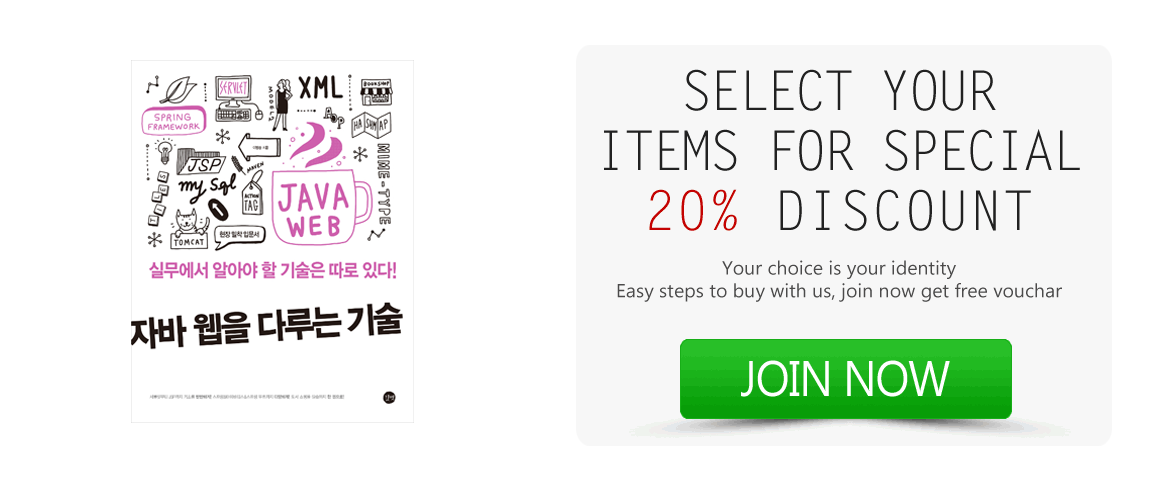 XML
BOOKSHOP
SERVLET
MODELS
SPRING
FRAMEWORK
HASHMAP
JSP
MAVEN
MIME-TYPE
my Sql
ACTION
TAG
JAVA
WEB
TOMCAT
현장 밀착 입문서
실무에서 알아야 할 기술은 따로 있다!
자바 웹을 다루는 기술
SELECT YOUR
ITEMS FOR SPECIAL
20% DISCOUNT
Your choice is your identity
Easy steps to buy with us, join now get free vouchar
JOIN NOW